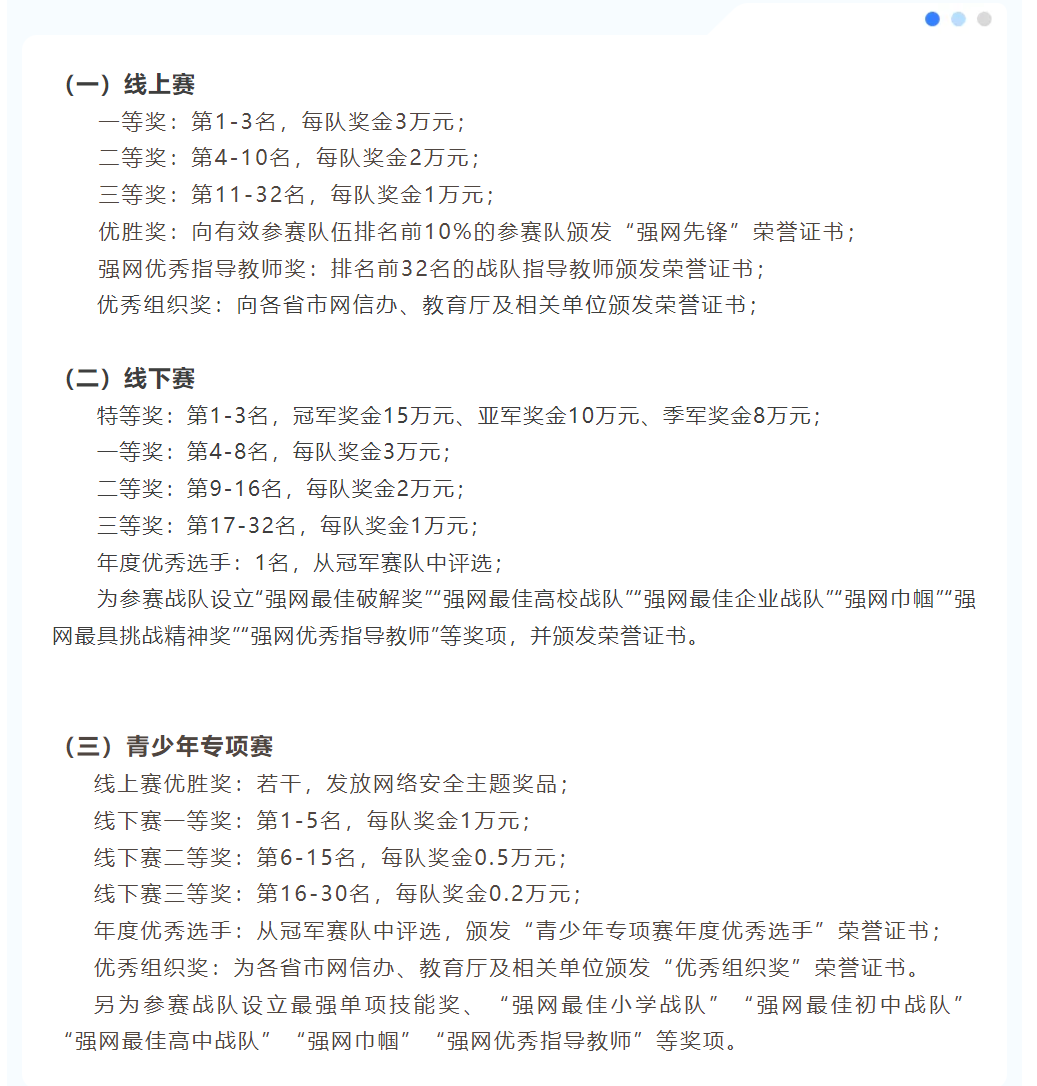 （一）线上赛
一等奖：第1-3名，每队奖金3万元；
二等奖：第4-10名，每队奖金2万元；
三等奖：第11-32名，每队奖金1万元；
优胜奖：向有效参赛队伍排名前10%的参赛队颁发“强网先锋”荣誉证书；
强网优秀指导教师奖：排名前32名的战队指导教师颁发荣誉证书；
优秀组织奖：向各省市网信办、教育厅及相关单位颁发荣誉证书；
（二）线下赛
特等奖：第1-3名，冠军奖金15万元、亚军奖金10万元、季军奖金8万元；
一等奖：第4-8名，每队奖金3万元；
二等奖：第9-16名，每队奖金2万元；
三等奖：第17-32名，每队奖金1万元；
年度优秀选手：1名，从冠军赛队中评选；
为参赛战队设立“强网最佳破解奖”“强网最佳高校战队”“强网最佳企业战队”“强网巾帼”“强
网最具挑战精神奖”“强网优秀指导教师”等奖项，并颁发荣誉证书。
（三）青少年专项赛
线上赛优胜奖：若干，发放网络安全主题奖品；
线下赛一等奖：第1-5名，每队奖金1万元；
线下赛二等奖：第6-15名，每队奖金0.5万元；
线下赛三等奖：第16-30名，每队奖金0.2万元；
年度优秀选手：从冠军赛队中评选，颁发“青少年专项赛年度优秀选手”荣誉证书；
优秀组织奖：为各省市网信办、教育厅及相关单位颁发“优秀组织奖”荣誉证书。
另为参赛战队设立最强单项技能奖、“强网最佳小学战队”“强网最佳初中战队”
“强网最佳高中战队”“强网巾帼”“强网优秀指导教师”等奖项。